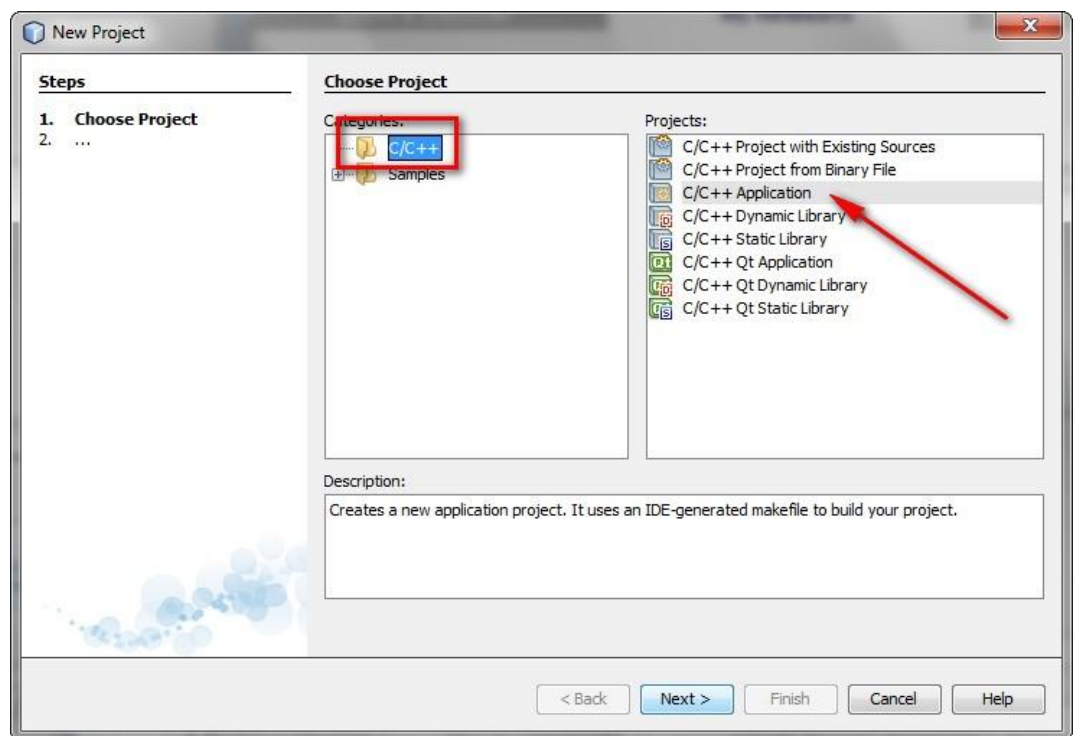 New Project
Steps
1. Choose Project
2. ...
Choose Project
Categories:
C/C++
Samples
Projects:
C/C++ Project with Existing Sources
C/C++ Project from Binary File
C/C++ Application
C/C++ Dynamic Library
C/C++ Static Library
C/C++ Qt Application
C/C++ Qt Dynamic Library
C/C++ Qt Static Library
Description:
Creates a new application project. It uses an IDE-generated makefile to build your project.
< Back
Next >
Finish
Cancel
Help